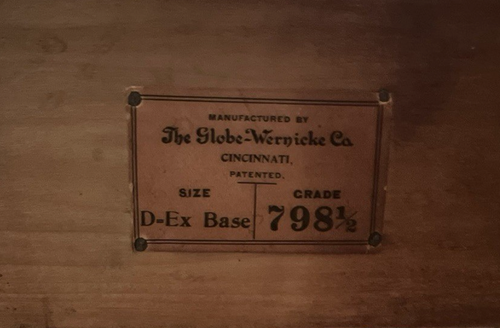 MANUFACTURED BY
The Globe-Wernicke Co.
CINCINNATI.
PATENTED.
SIZE GRADE
D-Ex Base 798½